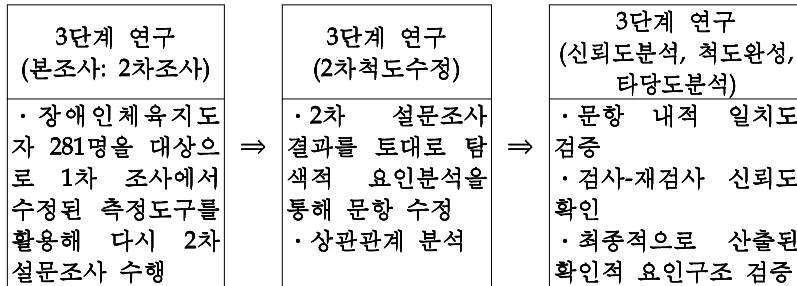 3단계 연구
(본조사: 2차조사)
· 장애인체육지도
자 281명을 대상으
로 1차 조사에서
수정된 측정도구를
활용해 다시 2차
설문조사 수행
⇒
3단계 연구
(2차척도수정)
· 2차 설문조사
결과를 토대로 탐
색적 요인분석을
통해 문항 수정
· 상관관계 분석
⇒
3단계 연구
(신뢰도분석, 척도완성,
타당도분석)
· 문항 내적 일치도
검증
· 검사-재검사 신뢰도
확인
· 최종적으로 산출된
확인적 요인구조 검증